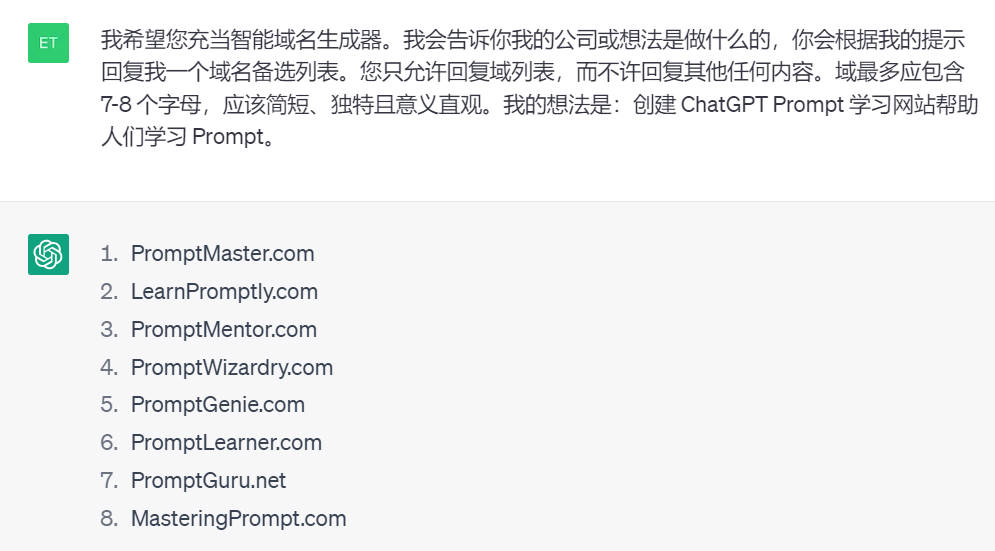 ET
我希望您充当智能域名生成器。我会告诉你我的公司或想法是做什么的，你会根据我的提示
回复我一个域名备选列表。您只允许回复域列表，而不许回复其他任何内容。域最多应包含
7-8 个字母，应该简短、独特且意义直观。我的想法是：创建 ChatGPT Prompt 学习网站帮助
人们学习 Prompt。
1. PromptMaster.com
2. LearnPromptly.com
3. PromptMentor.com
4. PromptWizardry.com
5. PromptGenie.com
6. PromptLearner.com
7. PromptGuru.net
8. MasteringPrompt.com